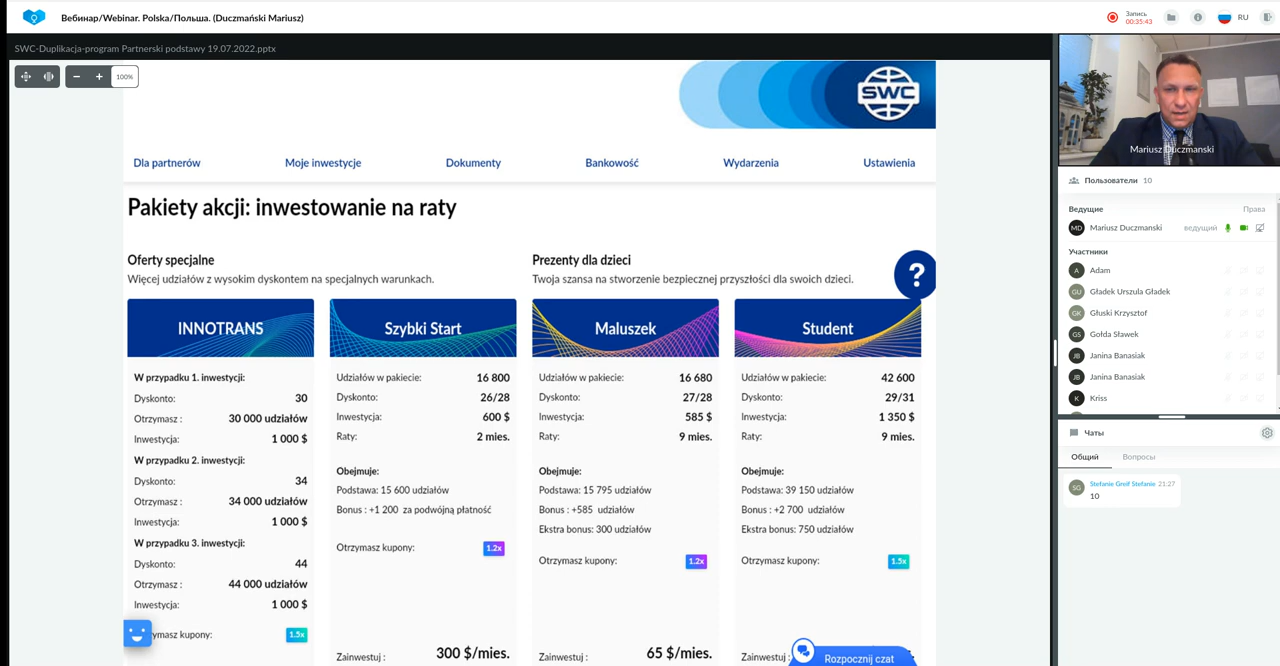 Вебинар/Webinar. Polska/Польша. (Duczmański Mariusz)
Запись
00:35:43
RU
SWC-Duplikacja-program Partnerski podstawy 19.07.2022.pptx
100%
SWC
Dla partnerów
Moje inwestycje
Dokumenty
Bankowość
Wydarzenia
Ustawienia
Pakiety akcji: inwestowanie na raty
Oferty specjalne
Więcej udziałów z wysokim dyskontem na specjalnych warunkach.
Prezenty dla dzieci
Twoja szansa na stworzenie bezpiecznej przyszłości dla swoich dzieci.
?
INNOTRANS
W przypadku 1. inwestycji:
Dyskonto: 30
Otrzymasz : 30 000 udziałów
Inwestycja: 1 000 $
W przypadku 2. inwestycji:
Dyskonto: 34
Otrzymasz : 34 000 udziałów
Inwestycja: 1 000 $
W przypadku 3. inwestycji:
Dyskonto: 44
Otrzymasz : 44 000 udziałów
Inwestycja: 1 000 $
ymasz kupony: 1.5x
Szybki Start
Udziałów w pakiecie: 16 800
Dyskonto: 26/28
Inwestycja: 600 $
Raty: 2 mies.
Obejmuje:
Podstawa: 15 600 udziałów
Bonus : +1 200 za podwójną płatność
Otrzymasz kupony: 1.2x
Zainwestuj : 300 $/mies.
Maluszek
Udziałów w pakiecie: 16 680
Dyskonto: 27/28
Inwestycja: 585 $
Raty: 9 mies.
Obejmuje:
Podstawa: 15 795 udziałów
Bonus : +585 udziałów
Ekstra bonus: 300 udziałów
Otrzymasz kupony: 1.2x
Zainwestuj : 65 $/mies.
Student
Udziałów w pakiecie: 42 600
Dyskonto: 29/31
Inwestycja: 1 350 $
Raty: 9 mies.
Obejmuje:
Podstawa: 39 150 udziałów
Bonus : +2 700 udziałów
Ekstra bonus: 750 udziałów
Otrzymasz kupony: 1.5x
Zainwestuj :
Rozpocznij czat
Mariusz Duczmanski
Пользователи 10
Ведущие Права
MD Mariusz Duczmanski ведущий
Участники
A Adam
GU Gładek Urszula Gładek
GK Głuski Krzysztof
GS Gołda Sławek
JB Janina Banasiak
JB Janina Banasiak
K Kriss
Чаты
Общий Вопросы
SG Stefanie Greif Stefanie 21:27
10